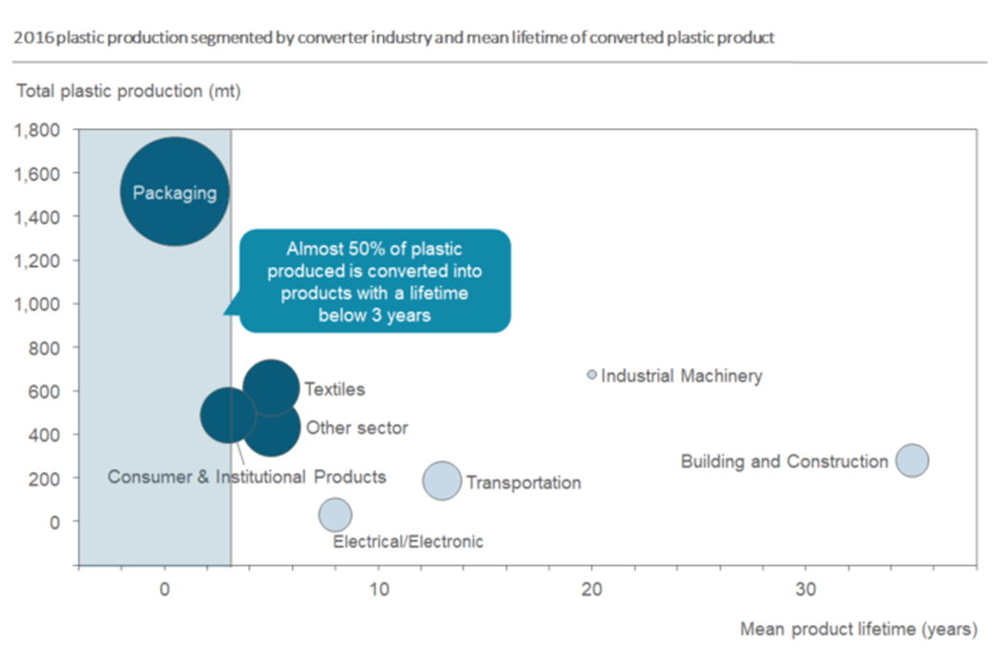 2016 plastic production segmented by converter industry and mean lifetime of converted plastic product
Total plastic production (mt)
1,800
1,600
1,400
1,200
1,000
800
600
400
200
0
Packaging
Almost 50% of plastic
produced is converted into
products with a lifetime
below 3 years
Industrial Machinery
Textiles
Other sector
Building and Construction
Consumer & Institutional Products
Transportation
Electrical/Electronic
0
10
20
30
Mean product lifetime (years)